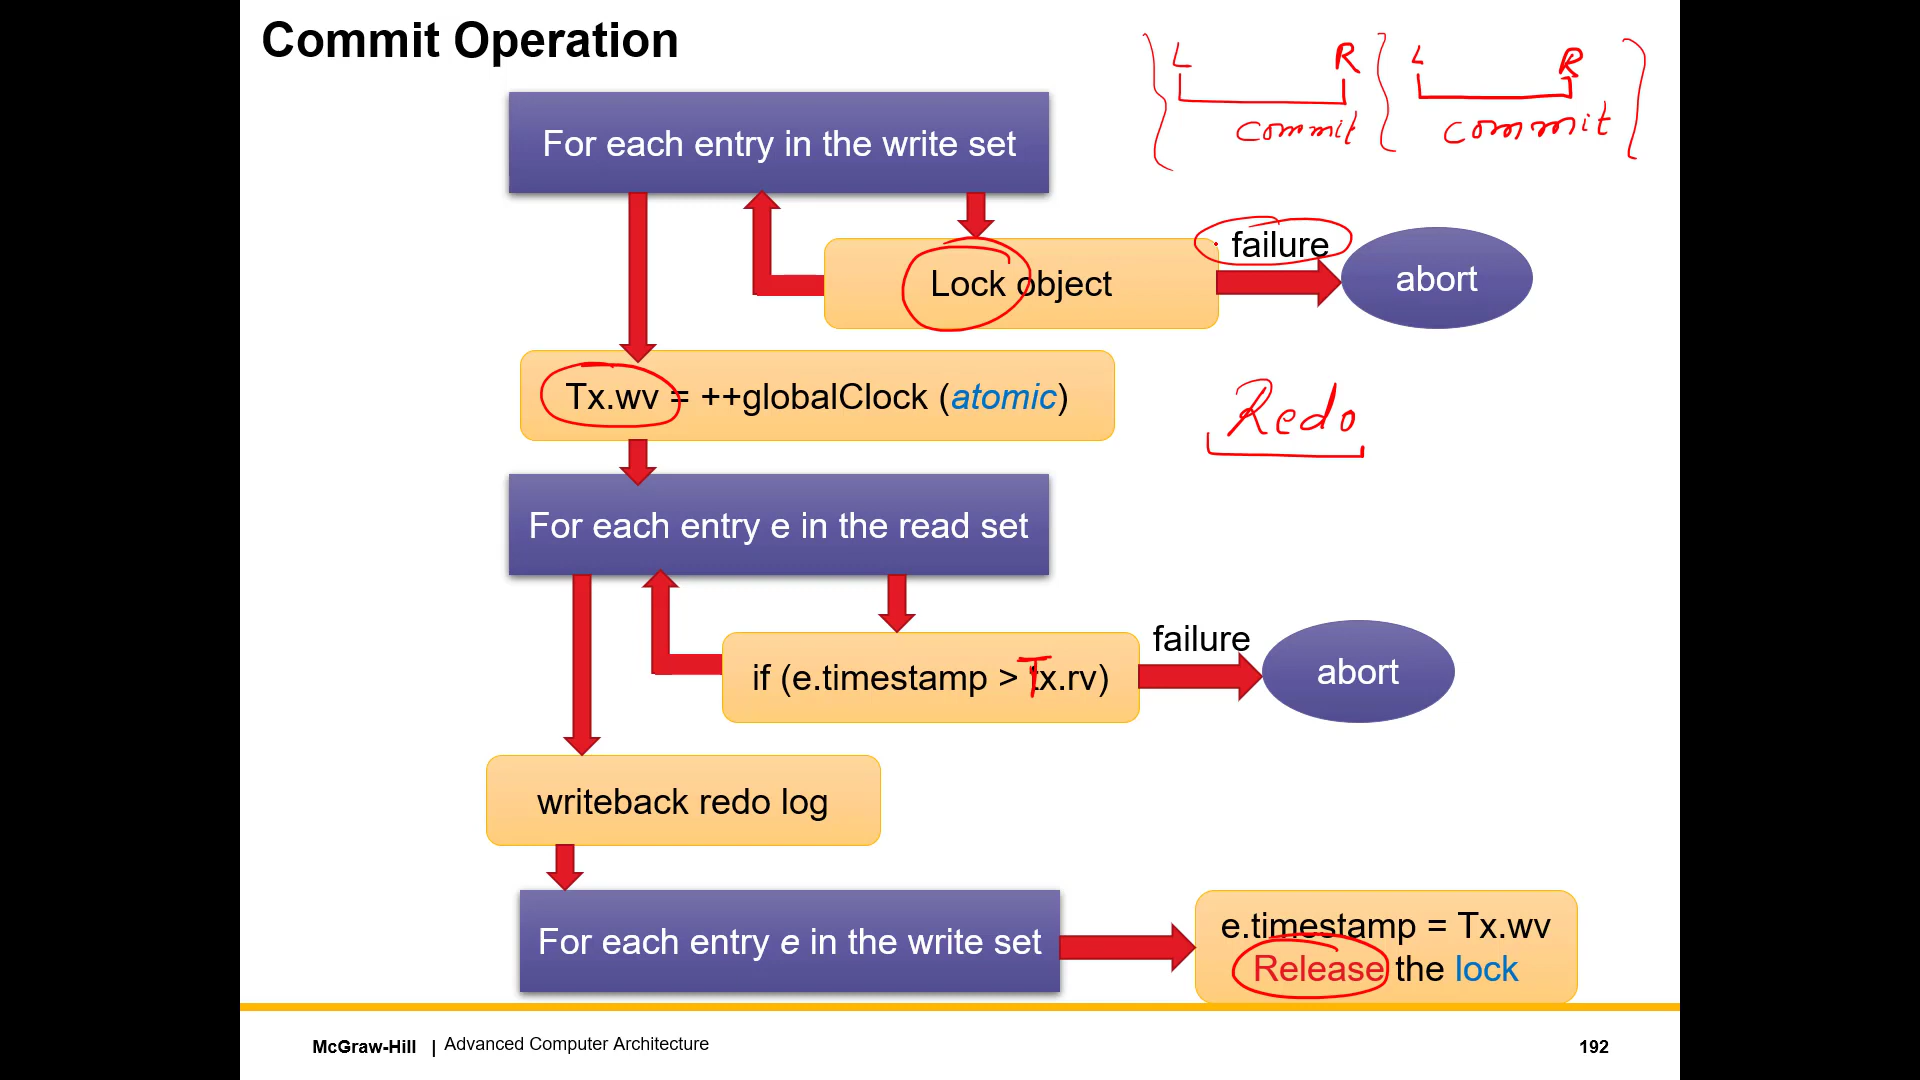 Commit Operation
L R L R
commit commit
For each entry in the write set
failure
Lock object
abort
Tx.wv = ++globalClock (atomic)
Redo
For each entry e in the read set
failure
if (e.timestamp > Tx.rv)
abort
writeback redo log
For each entry e in the write set
e.timestamp = Tx.wv
Release the lock
McGraw-Hill | Advanced Computer Architecture
192